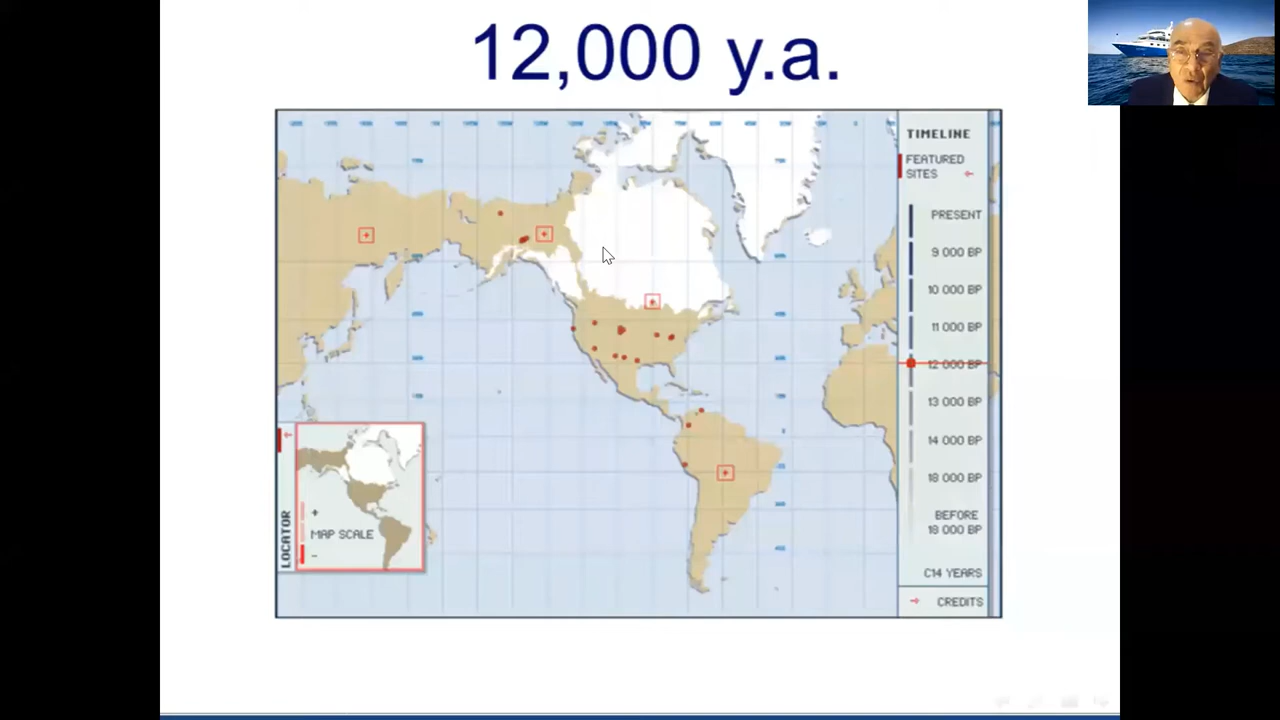 12,000 y.a.
TIMELINE
FEATURED
SITES
PRESENT
9 000 BP
10 000 BP
11 000 BP
12 000 BP
13 000 BP
14 000 BP
18 000 BP
BEFORE
18 000 BP
C14 YEARS
CREDITS
LOCATOR
+
MAP SCALE
-